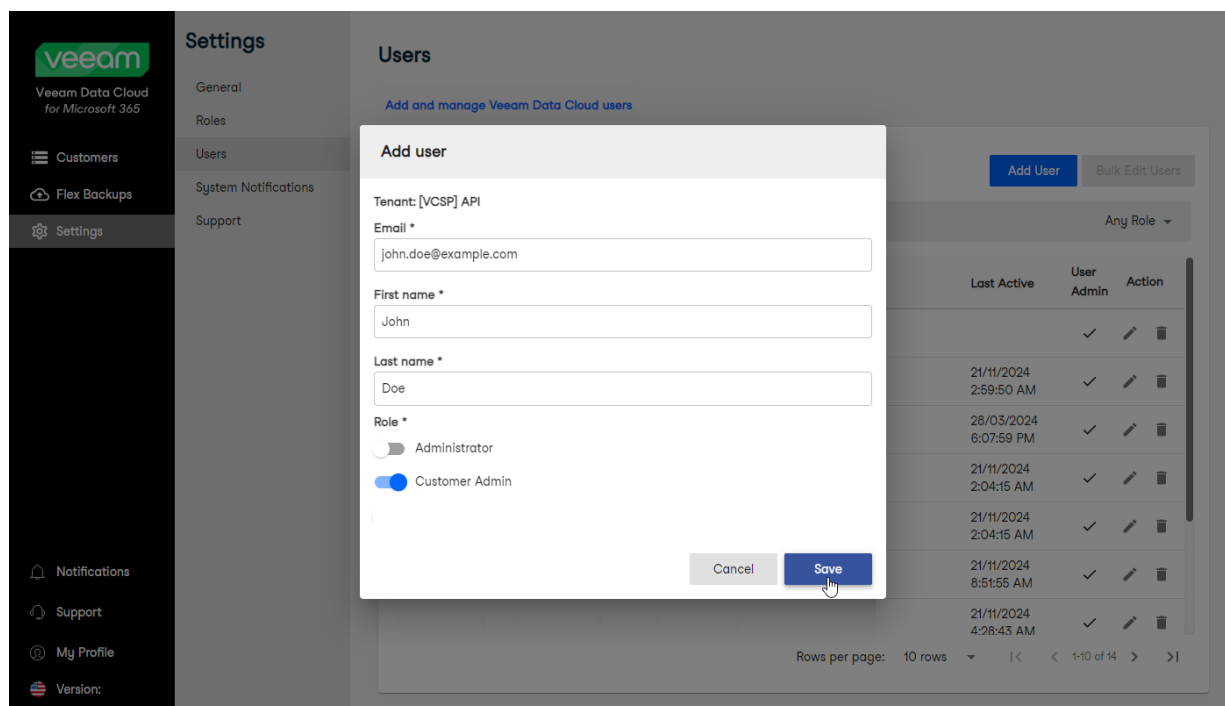 veeam
Veeam Data Cloud
for Microsoft 365
Customers
Flex Backups
Settings
Notifications
Support
My Profile
Version:
Settings
General
Roles
Users
System Notifications
Support
Users
Add and manage Veeam Data Cloud users
Add User
Bulk Edit Users
Any Role
Last Active
User
Admin
Action
21/11/2024
2:59:50 AM
28/03/2024
6:07:59 PM
21/11/2024
2:04:15 AM
21/11/2024
2:04:15 AM
21/11/2024
8:51:55 AM
21/11/2024
4:28:43 AM
Rows per page: 10 rows
1-10 of 14
Add user
Tenant: [VCSP] API
Email *
john.doe@example.com
First name *
John
Last name *
Doe
Role *
Administrator
Customer Admin
Cancel
Save